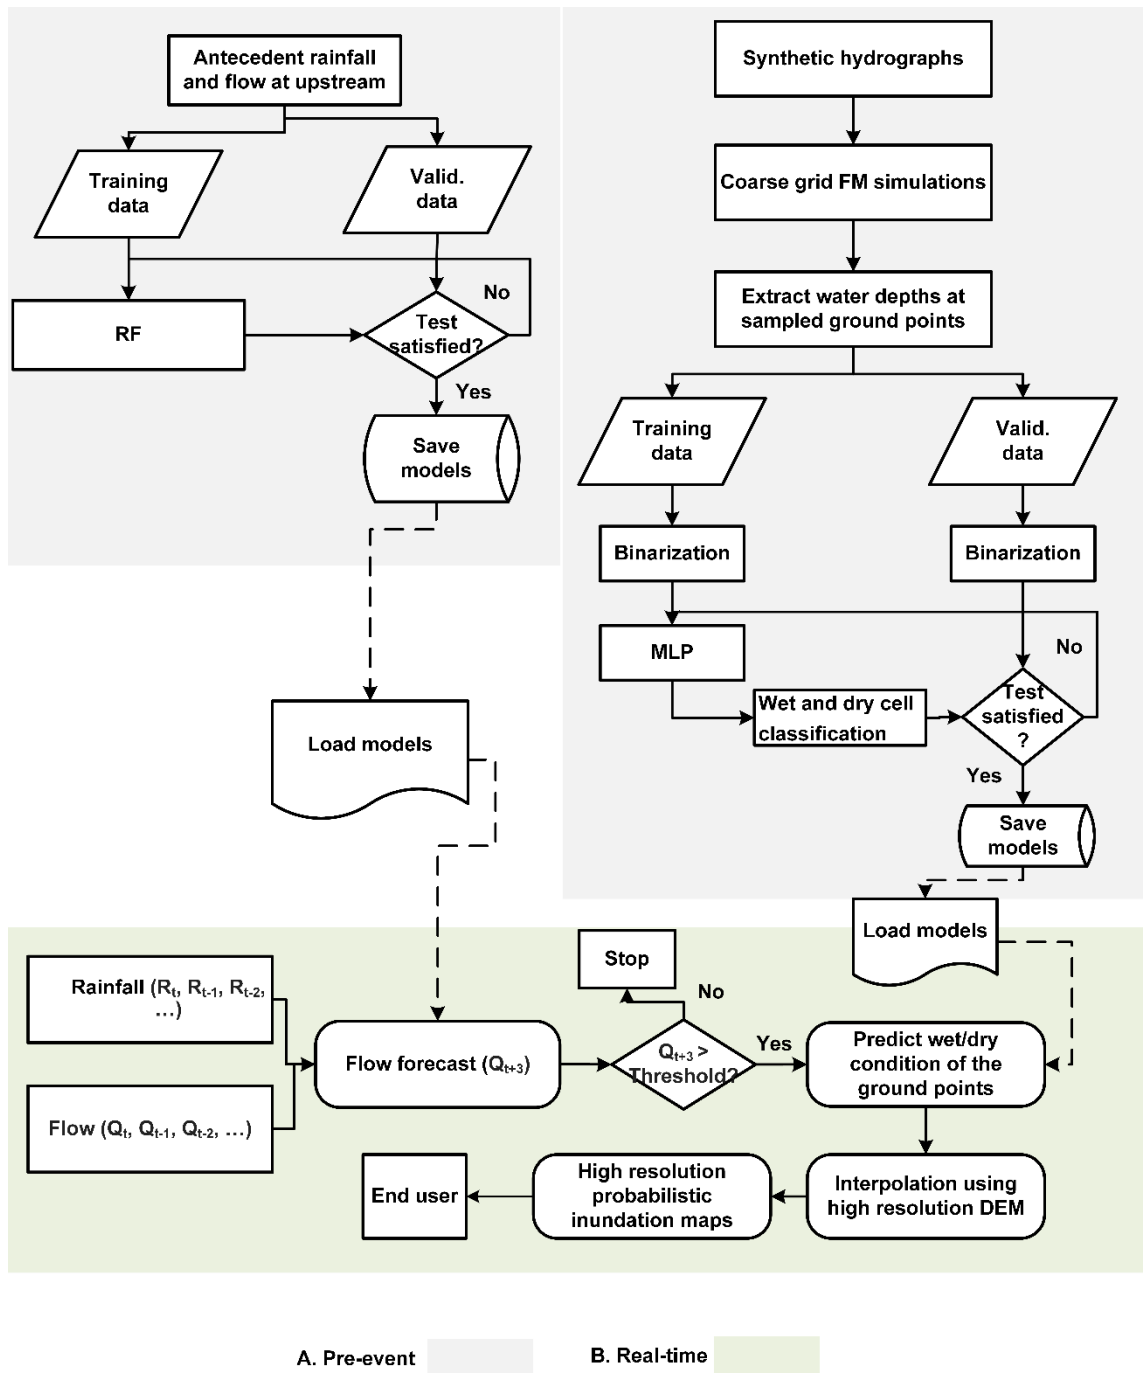 Antecedent rainfall
and flow at upstream
Training
data
Valid.
data
RF
Test
satisfied?
No
Yes
Save
models
Load models
Synthetic hydrographs
Coarse grid FM simulations
Extract water depths at
sampled ground points
Training
data
Valid.
data
Binarization
Binarization
MLP
Wet and dry cell
classification
Test
satisfied
?
No
Yes
Save
models
Load models
Rainfall (Rt, Rt-1, Rt-2,
…)
Flow (Qt, Qt-1, Qt-2, …)
Flow forecast (Qt+3)
Stop
No
Qt+3 >
Threshold?
Yes
Predict wet/dry
condition of the
ground points
Interpolation using
high resolution DEM
High resolution
probabilistic
inundation maps
End user
A. Pre-event
B. Real-time